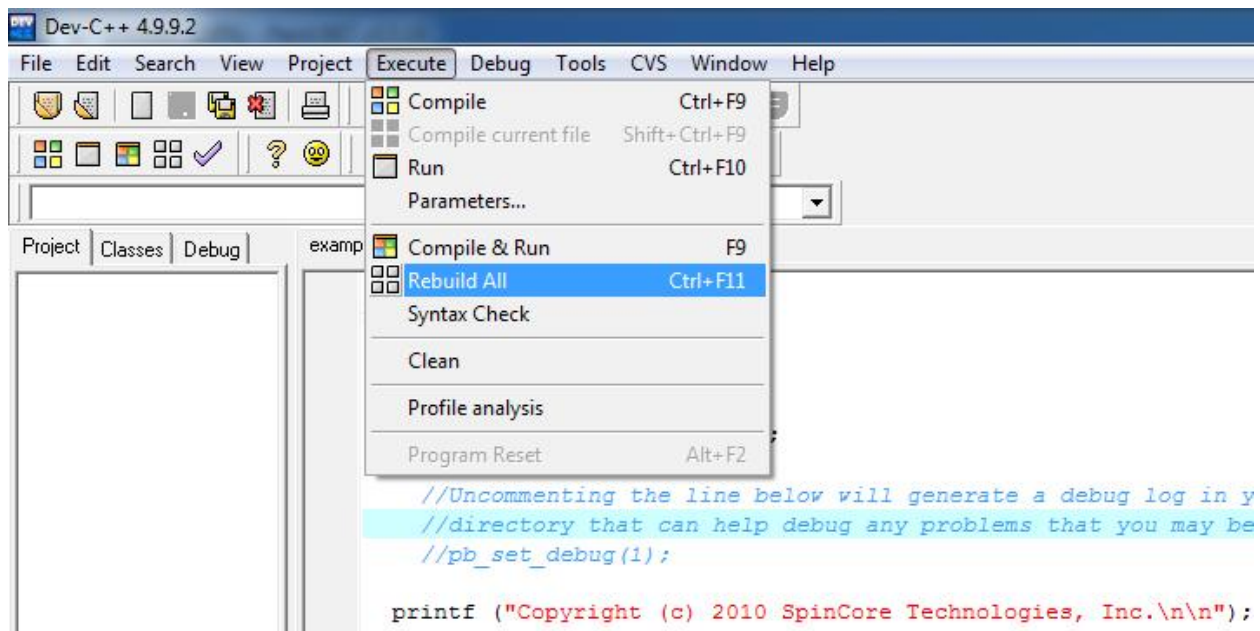 Dev-C++ 4.9.9.2
File Edit Search View Project Execute Debug Tools CVS Window Help
Compile Ctrl+F9
Compile current file Shift+Ctrl+F9
Run Ctrl+F10
Parameters...
Project Classes Debug examp Compile & Run F9
Rebuild All Ctrl+F11
Syntax Check
Clean
Profile analysis
;
Program Reset Alt+F2
//Uncommenting the line below will generate a debug log in y
//directory that can help debug any problems that you may be
//pb_set_debug(1);
printf ("Copyright (c) 2010 SpinCore Technologies, Inc.\n\n");